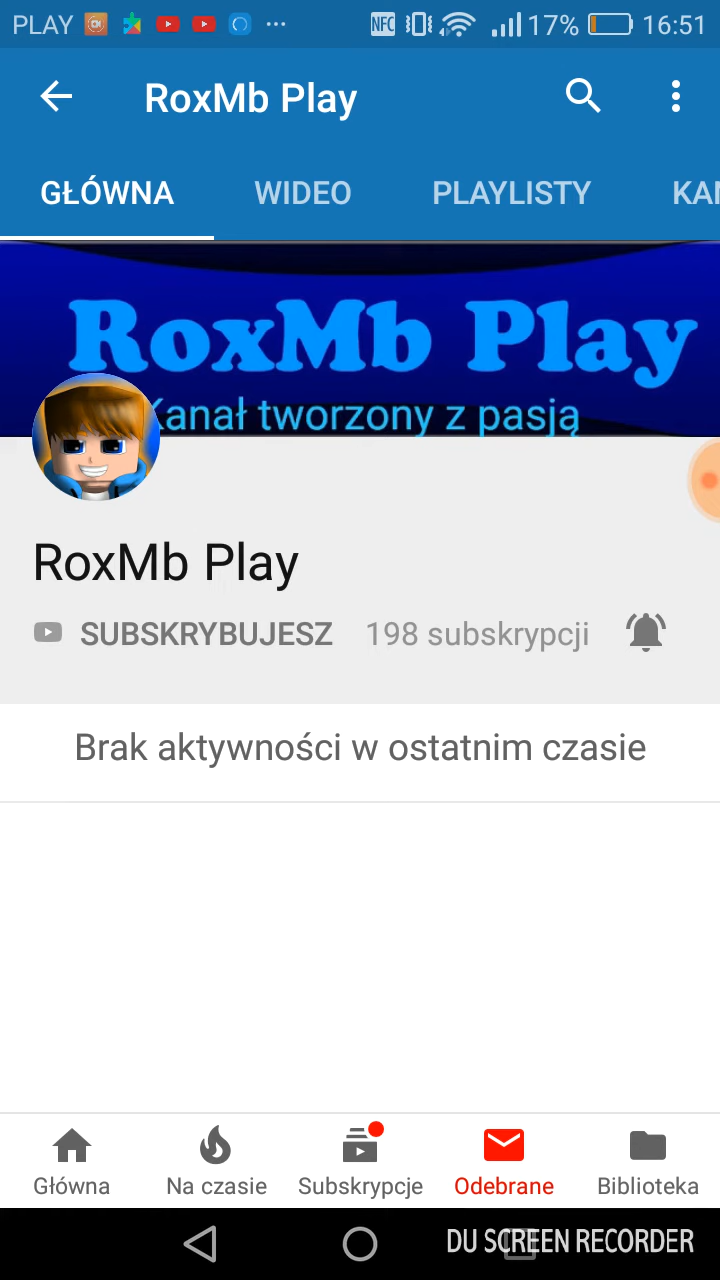 PLAY NFC 17% 16:51
RoxMb Play
GŁÓWNA WIDEO PLAYLISTY KA
RoxMb Play
Kanał tworzony z pasją
RoxMb Play
SUBSKRYBUJESZ 198 subskrypcji
Brak aktywności w ostatnim czasie
Główna Na czasie Subskrypcje Odebrane Biblioteka
DU SCREEN RECORDER